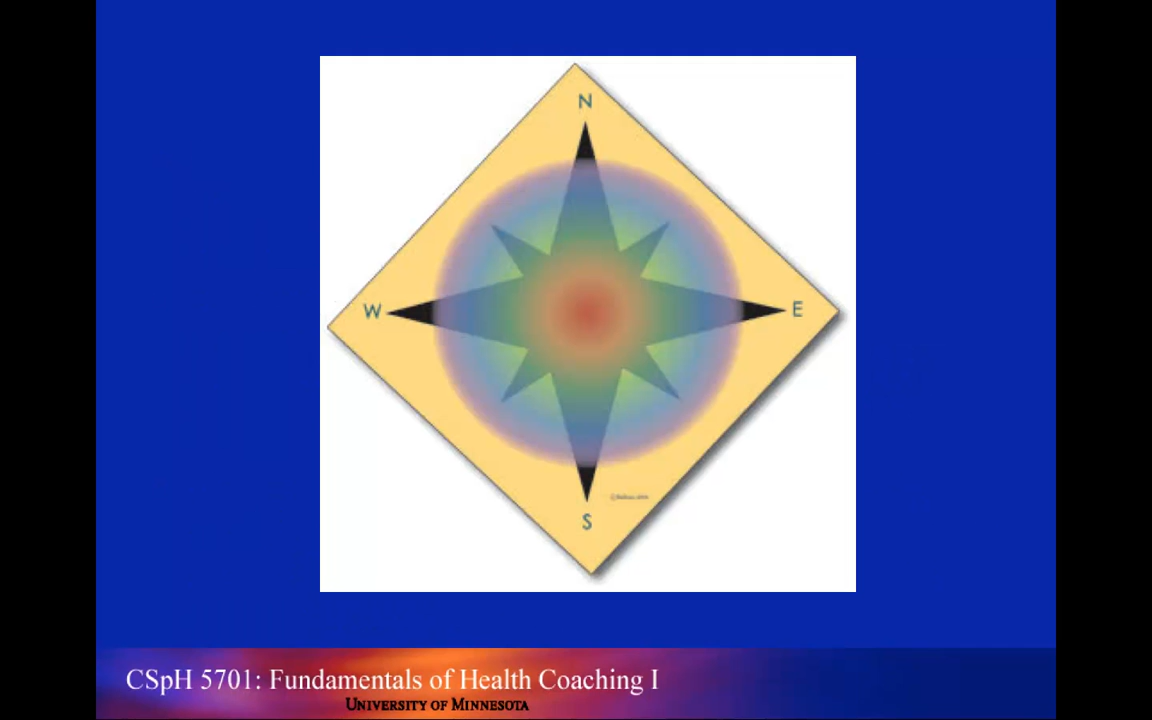 N
W
E
S
CSpH 5701: Fundamentals of Health Coaching I
UNIVERSITY OF MINNESOTA